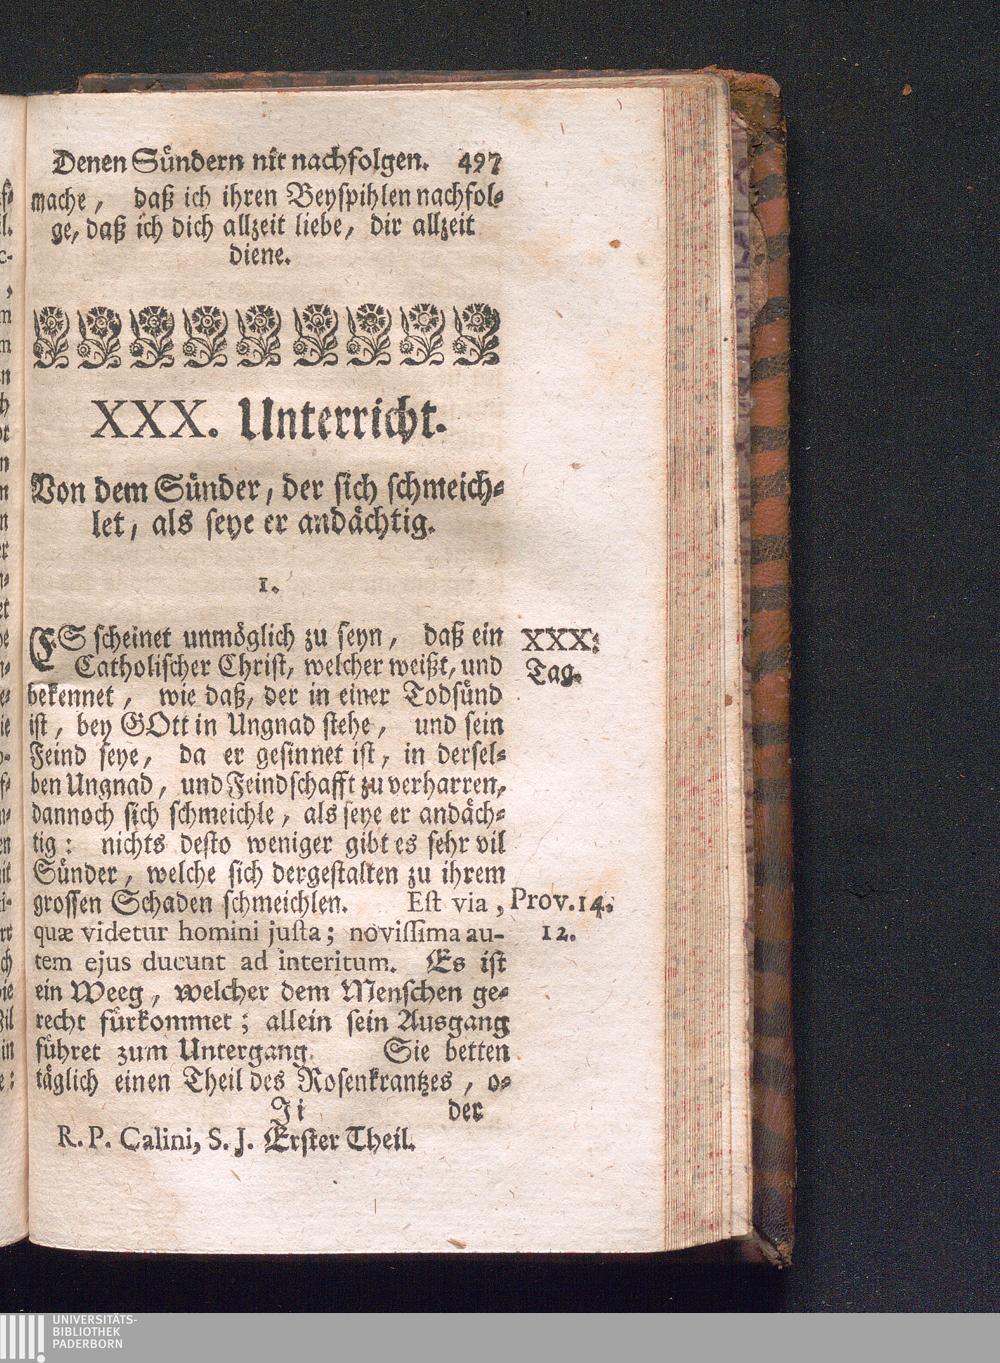 Denen Sündern nit nachfolgen. 497
mache, daß ich ihren Beyspihlen nachfol-
ge, daß ich dich allzeit liebe, dir allzeit
diene.
XXX. Unterricht.
Von dem Sünder, der sich schmeich-
let, als seye er andächtig.
1.
ES scheinet unmöglich zu seyn, daß ein
Catholischer Christ, welcher weißt, und
bekennet, wie daß, der in einer Todsünd
ist, bey GOtt in Ungnad stehe, und sein
Feind seye, da er gesinnet ist, in dersel-
ben Ungnad, und Feindschafft zu verharren,
dannoch sich schmeichle, als seye er andäch-
tig: nichts desto weniger gibt es sehr vil
Sünder, welche sich dergestalten zu ihrem
grossen Schaden schmeichlen. Est via,
quæ videtur homini justa; novissima au-
tem ejus ducunt ad interitum. Es ist
ein Weeg, welcher dem Menschen ge-
recht fürkommet; allein sein Ausgang
führet zum Untergang. Sie betten
täglich einen Theil des Rosenkrantzes, o-
Ii der
R. P. Calini, S. J. Erster Theil.
XXX.
Tag.
Prov. 14.
12.
UNIVERSITÄTS-
BIBLIOTHEK
PADERBORN